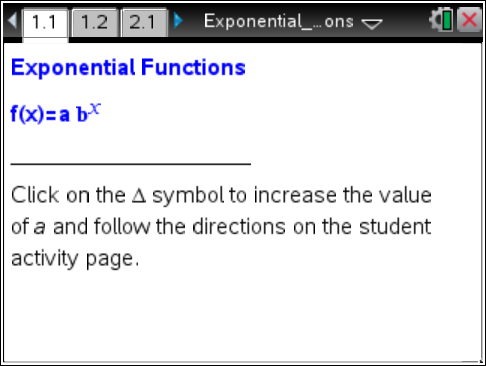 1.1 1.2 2.1 Exponential_...ons
Exponential Functions
f(x)=a bˣ
Click on the Δ symbol to increase the value
of a and follow the directions on the student
activity page.